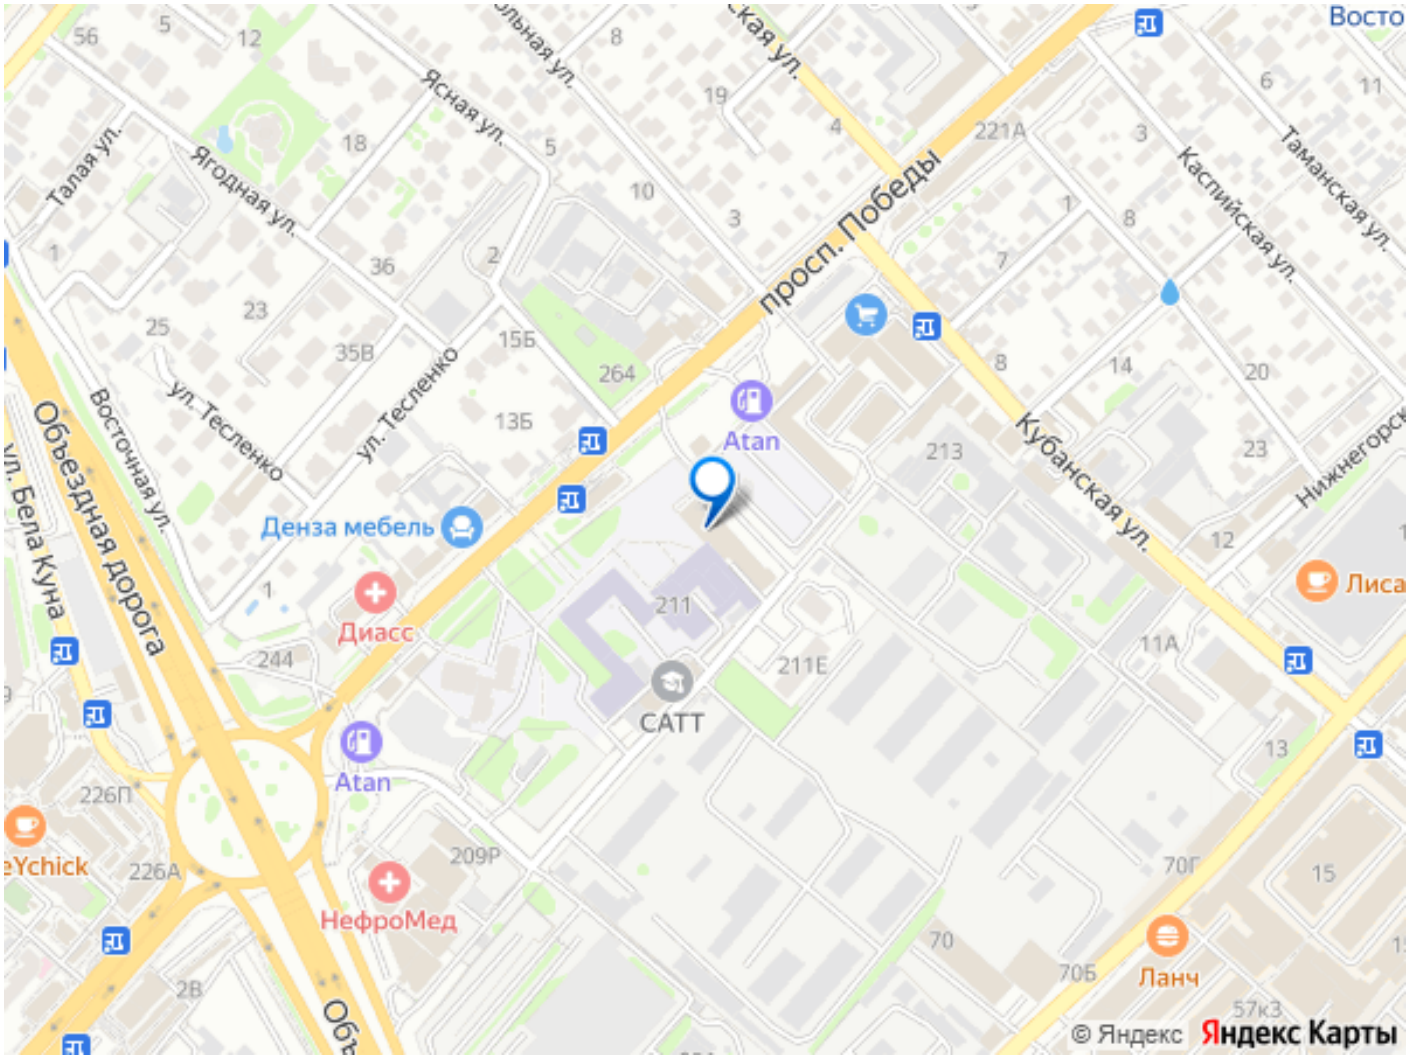 Восто
56
5
12
8
ская ул.
льная ул.
Ясная ул.
19
6
11
4
221А
3
Талая ул.
18
5
Таманская ул.
Каспийская ул.
Ягодная ул.
10
просп. Победы
1
3
1
8
36
2
7
23
25
15Б
35В
8
14
264
20
ул. Тесленко
ул. Тесленко
Восточная ул.
13Б
Atan
213
Кубанская ул.
23
Нижнегорск
Объездная дорога
ул. Бела Куна
Денза мебель
12
1
Лиса
211
Диасс
244
11А
211Е
САТТ
9
13
Atan
226П
eYchick
226А
209Р
70Г
15
НефроМед
70
Ланч
70Б
2В
57к3
Объ
© Яндекс Яндекс Карты